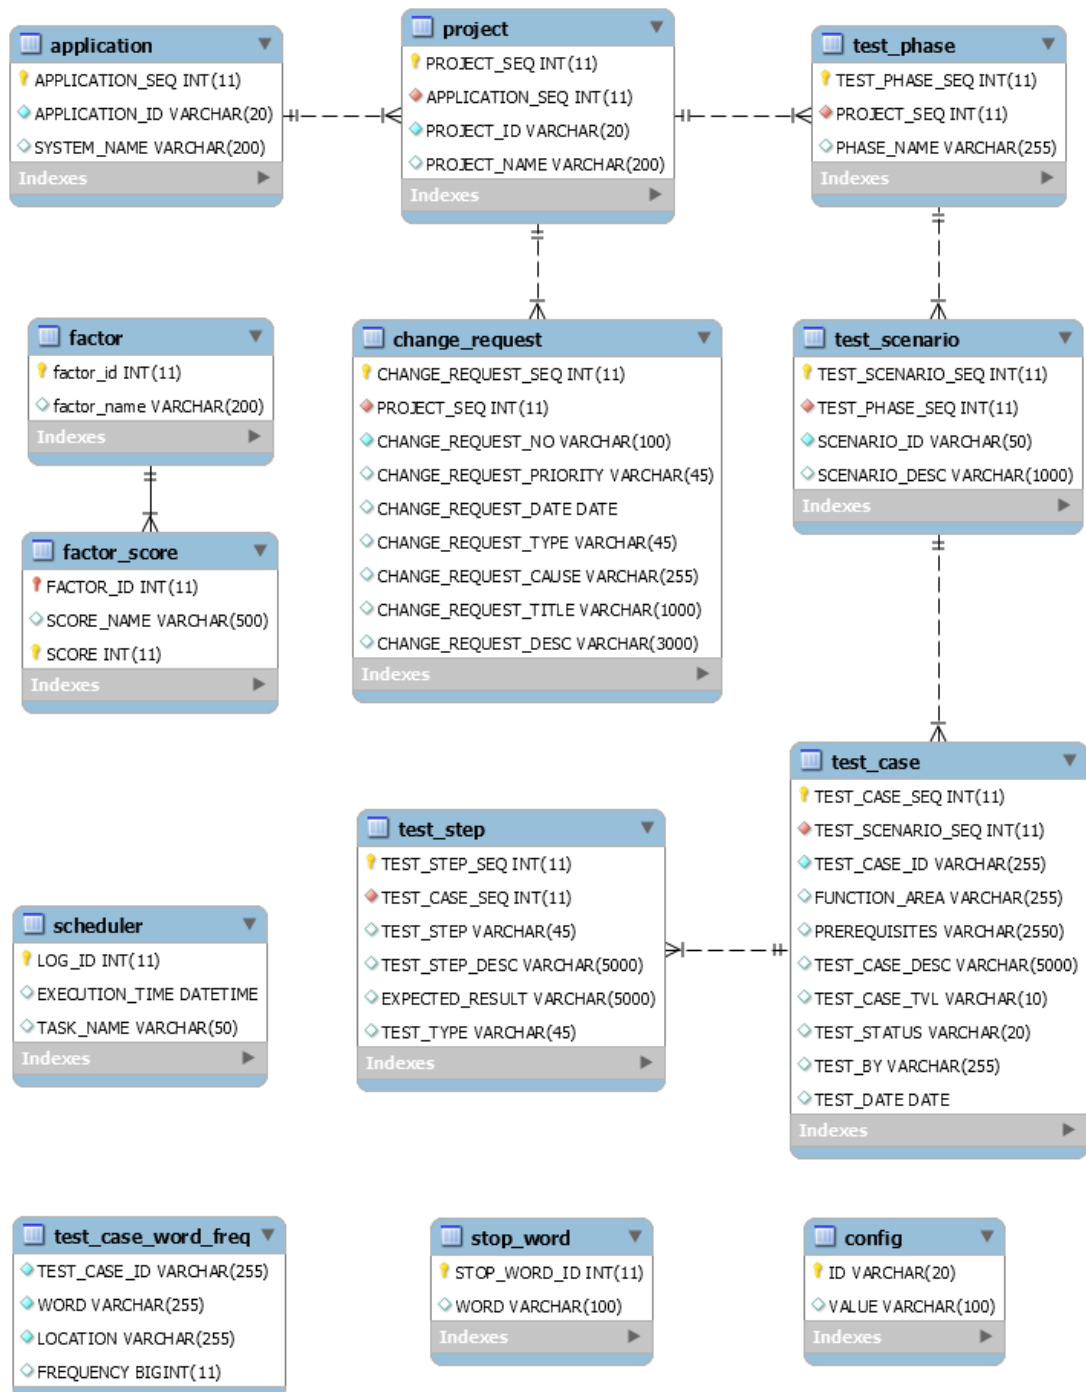 application
APPLICATION_SEQ INT(11)
APPLICATION_ID VARCHAR(20)
SYSTEM_NAME VARCHAR(200)
Indexes
project
PROJECT_SEQ INT(11)
APPLICATION_SEQ INT(11)
PROJECT_ID VARCHAR(20)
PROJECT_NAME VARCHAR(200)
Indexes
test_phase
TEST_PHASE_SEQ INT(11)
PROJECT_SEQ INT(11)
PHASE_NAME VARCHAR(255)
Indexes
factor
factor_id INT(11)
factor_name VARCHAR(200)
Indexes
factor_score
FACTOR_ID INT(11)
SCORE_NAME VARCHAR(500)
SCORE INT(11)
Indexes
change_request
CHANGE_REQUEST_SEQ INT(11)
PROJECT_SEQ INT(11)
CHANGE_REQUEST_NO VARCHAR(100)
CHANGE_REQUEST_PRIORITY VARCHAR(45)
CHANGE_REQUEST_DATE DATE
CHANGE_REQUEST_TYPE VARCHAR(45)
CHANGE_REQUEST_CAUSE VARCHAR(255)
CHANGE_REQUEST_TITLE VARCHAR(1000)
CHANGE_REQUEST_DESC VARCHAR(3000)
Indexes
test_scenario
TEST_SCENARIO_SEQ INT(11)
TEST_PHASE_SEQ INT(11)
SCENARIO_ID VARCHAR(50)
SCENARIO_DESC VARCHAR(1000)
Indexes
scheduler
LOG_ID INT(11)
EXECUTION_TIME DATETIME
TASK_NAME VARCHAR(50)
Indexes
test_step
TEST_STEP_SEQ INT(11)
TEST_CASE_SEQ INT(11)
TEST_STEP VARCHAR(45)
TEST_STEP_DESC VARCHAR(5000)
EXPECTED_RESULT VARCHAR(5000)
TEST_TYPE VARCHAR(45)
Indexes
test_case
TEST_CASE_SEQ INT(11)
TEST_SCENARIO_SEQ INT(11)
TEST_CASE_ID VARCHAR(255)
FUNCTION_AREA VARCHAR(255)
PREREQUISITES VARCHAR(2550)
TEST_CASE_DESC VARCHAR(5000)
TEST_CASE_TVL VARCHAR(10)
TEST_STATUS VARCHAR(20)
TEST_BY VARCHAR(255)
TEST_DATE DATE
Indexes
test_case_word_freq
TEST_CASE_ID VARCHAR(255)
WORD VARCHAR(255)
LOCATION VARCHAR(255)
FREQUENCY BIGINT(11)
stop_word
STOP_WORD_ID INT(11)
WORD VARCHAR(100)
Indexes
config
ID VARCHAR(20)
VALUE VARCHAR(100)
Indexes